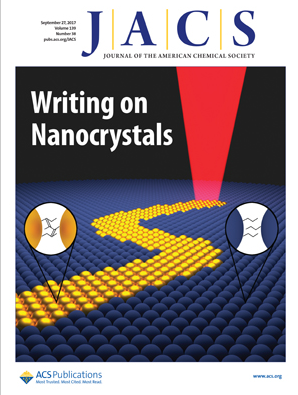 September 27, 2017
Volume 139
Number 38
pubs.acs.org/JACS
J|A|C|S
JOURNAL OF THE AMERICAN CHEMICAL SOCIETY
Writing on
Nanocrystals
ACS Publications
Most Trusted. Most Cited. Most Read.
www.acs.org